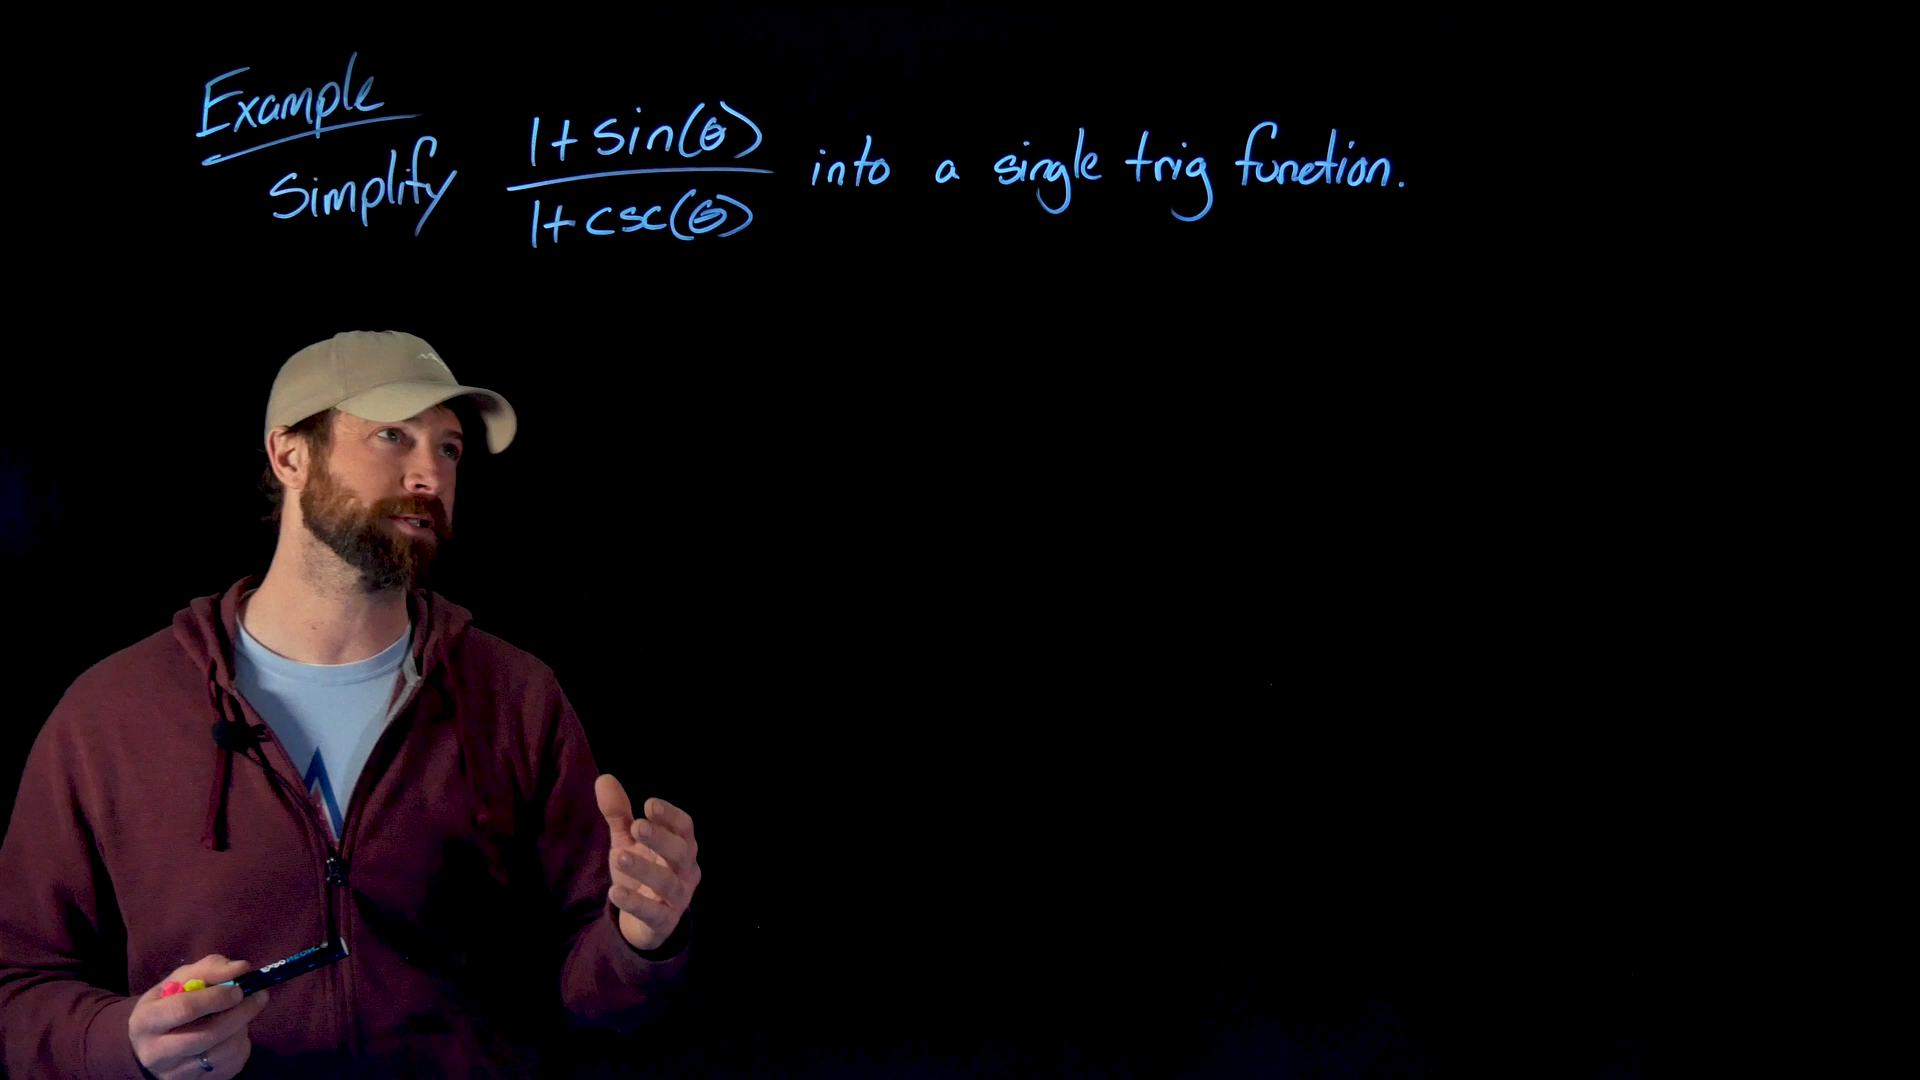 Example
Simplify (1+sin(θ))/(1+csc(θ)) into a single trig function.